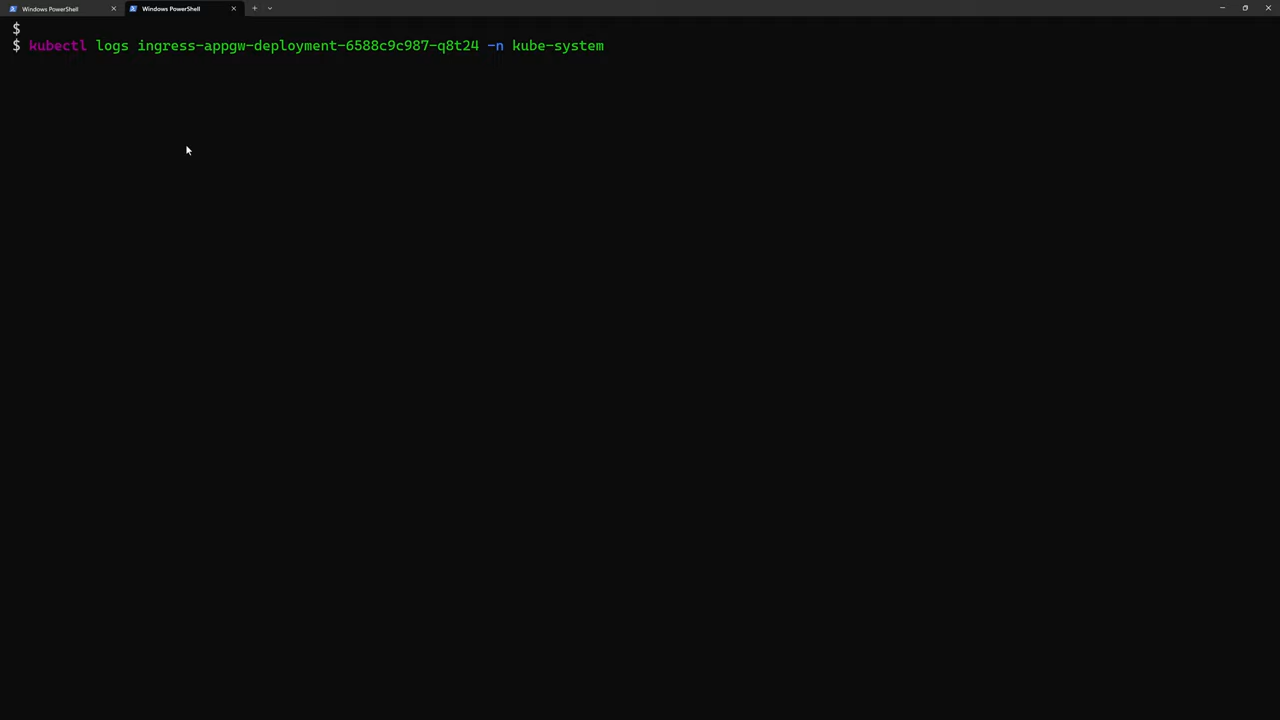 Windows PowerShell
Windows PowerShell
$
$ kubectl logs ingress-appgw-deployment-6588c9c987-q8t24 -n kube-system